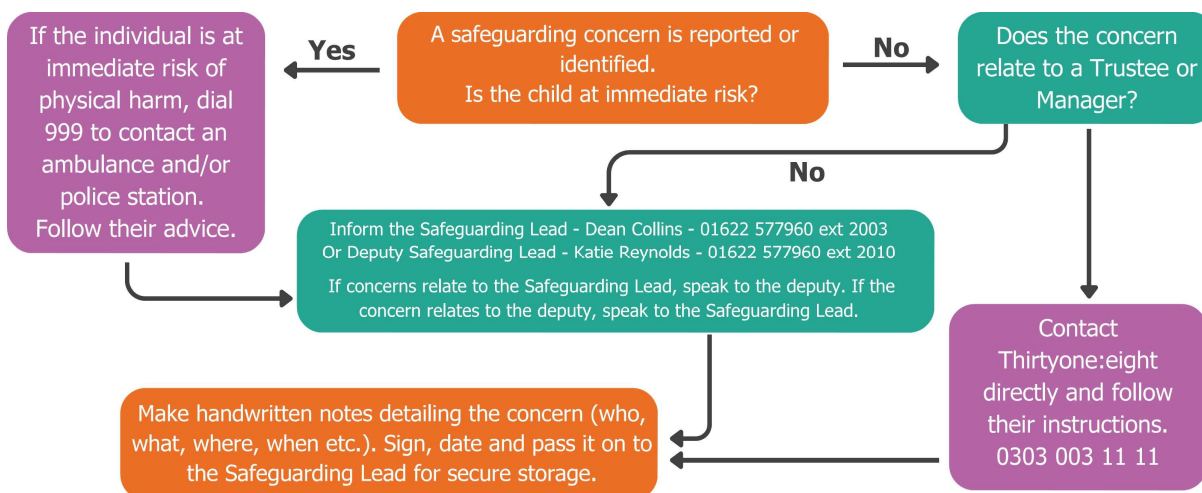 If the individual is at
immediate risk of
physical harm, dial
999 to contact an
ambulance and/or
police station.
Follow their advice.
Yes
A safeguarding concern is reported or
identified.
Is the child at immediate risk?
No
Does the concern
relate to a Trustee or
Manager?
No
Inform the Safeguarding Lead - Dean Collins - 01622 577960 ext 2003
Or Deputy Safeguarding Lead - Katie Reynolds - 01622 577960 ext 2010
If concerns relate to the Safeguarding Lead, speak to the deputy. If the
concern relates to the deputy, speak to the Safeguarding Lead.
Contact
Thirtyone:eight
directly and follow
their instructions.
0303 003 11 11
Make handwritten notes detailing the concern (who,
what, where, when etc.). Sign, date and pass it on to
the Safeguarding Lead for secure storage.